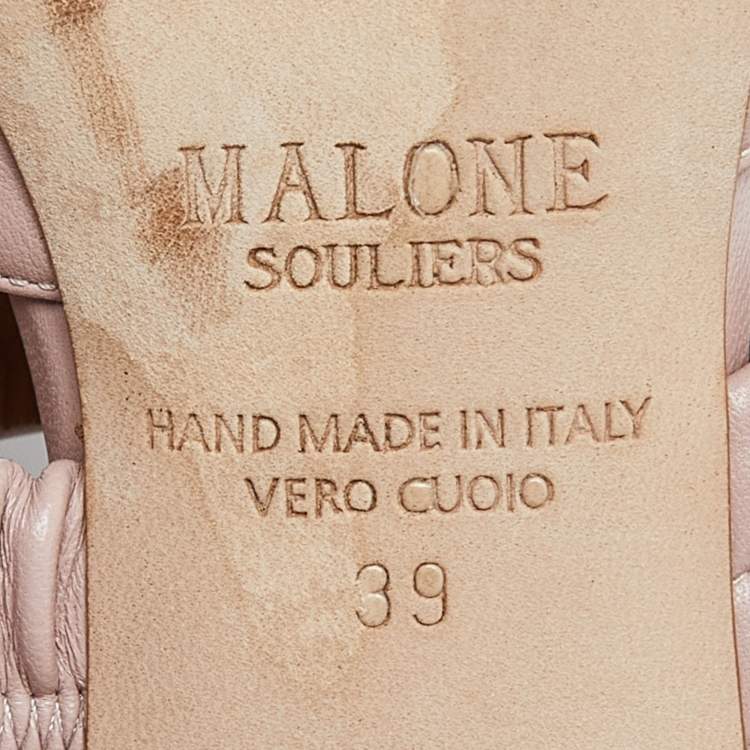 MALONE
SOULIERS
HAND MADE IN ITALY
VERO CUOIO
39